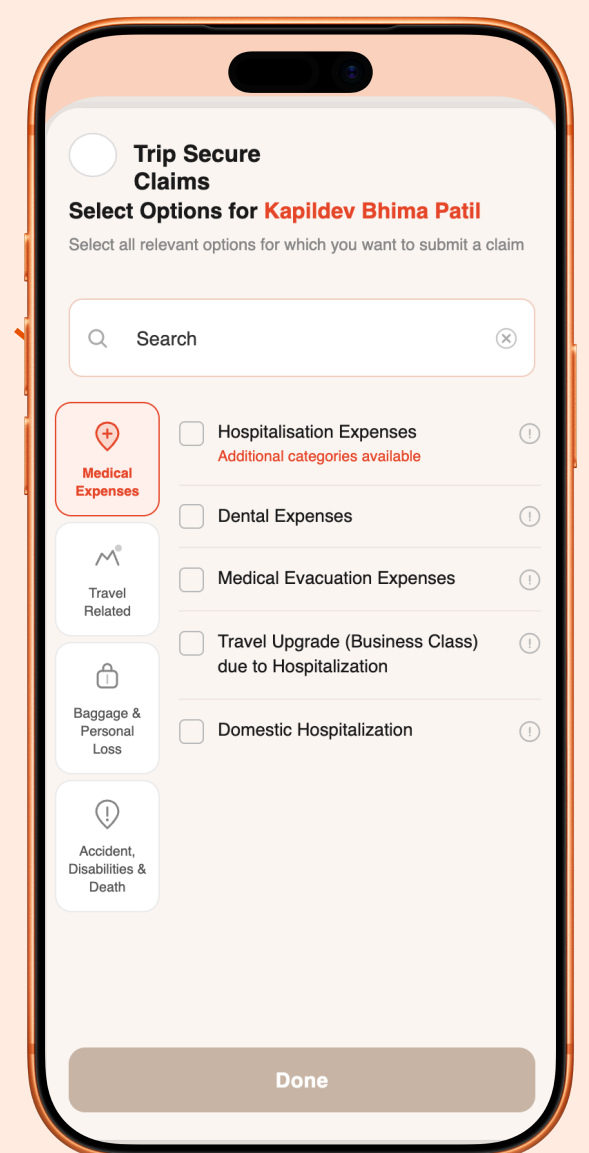 Trip Secure
Claims
Select Options for Kapildev Bhima Patil
Select all relevant options for which you want to submit a claim
Search
Medical
Expenses
Travel
Related
Baggage &
Personal
Loss
Accident,
Disabilities &
Death
Hospitalisation Expenses
Additional categories available
Dental Expenses
Medical Evacuation Expenses
Travel Upgrade (Business Class)
due to Hospitalization
Domestic Hospitalization
Done